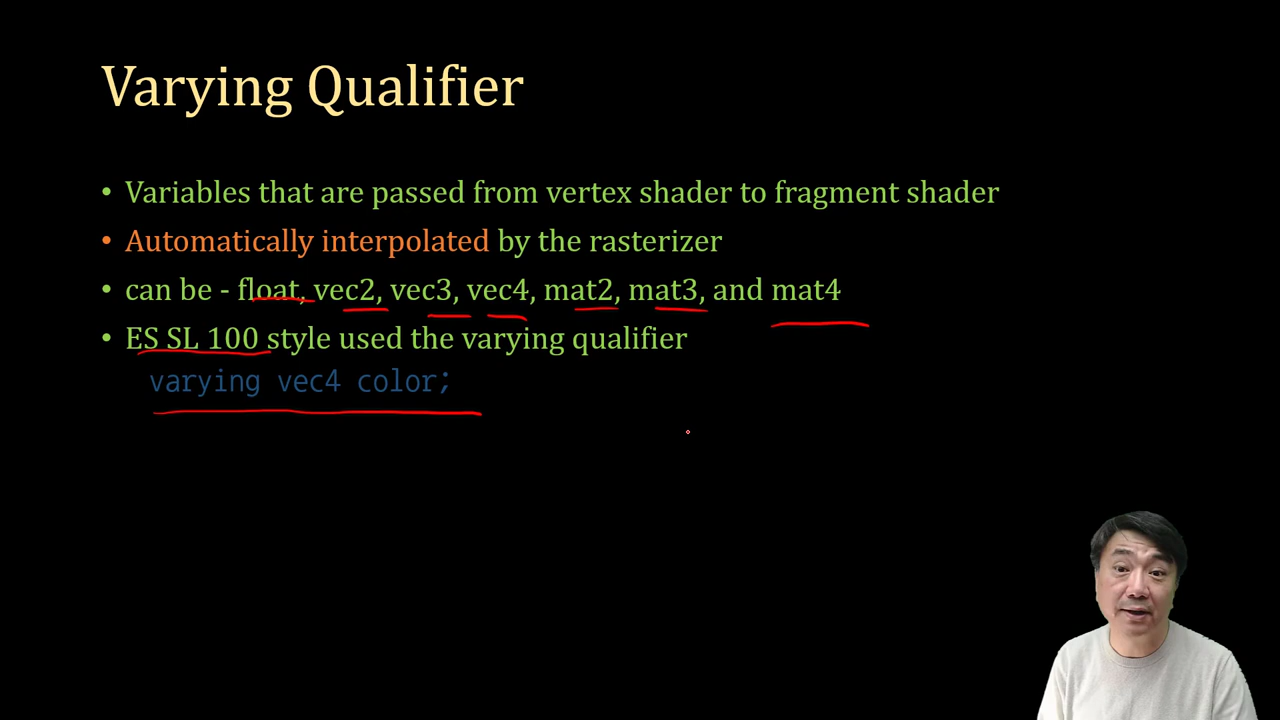 Varying Qualifier
• Variables that are passed from vertex shader to fragment shader
• Automatically interpolated by the rasterizer
• can be - float, vec2, vec3, vec4, mat2, mat3, and mat4
• ES SL 100 style used the varying qualifier
varying vec4 color;